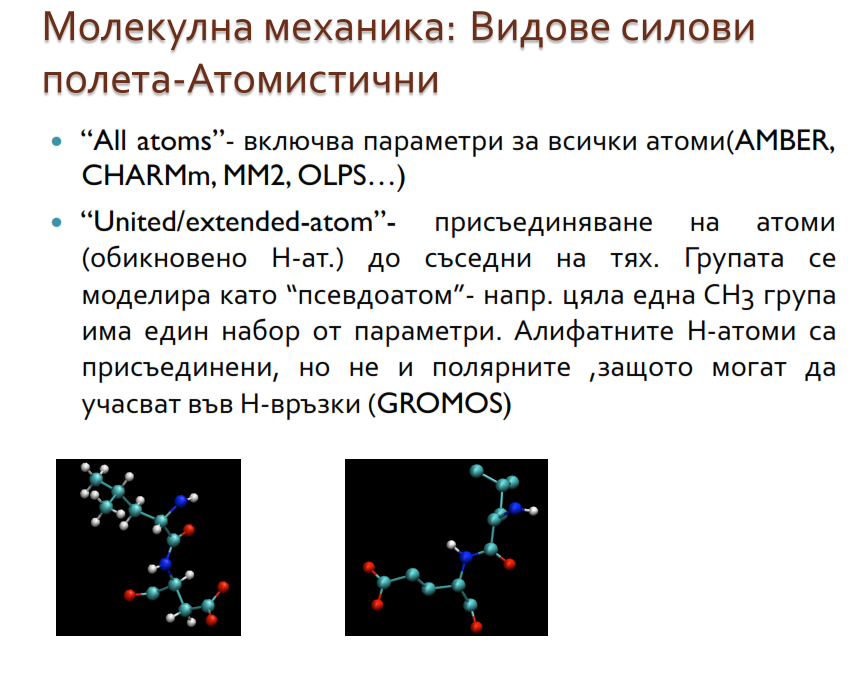 Молекулна механика: Видове силови
полета-Атомистични
• “All atoms”- включва параметри за всички атоми(AMBER,
CHARMm, MM2, OLPS…)
• “United/extended-atom”- присъединяване на атоми
(обикновено Н-ат.) до съседни на тях. Групата се
моделира като “псевдоатом”- напр. цяла една CH3 група
има един набор от параметри. Алифатните Н-атоми са
присъединени, но не и полярните ,защото могат да
учасват във Н-връзки (GROMOS)